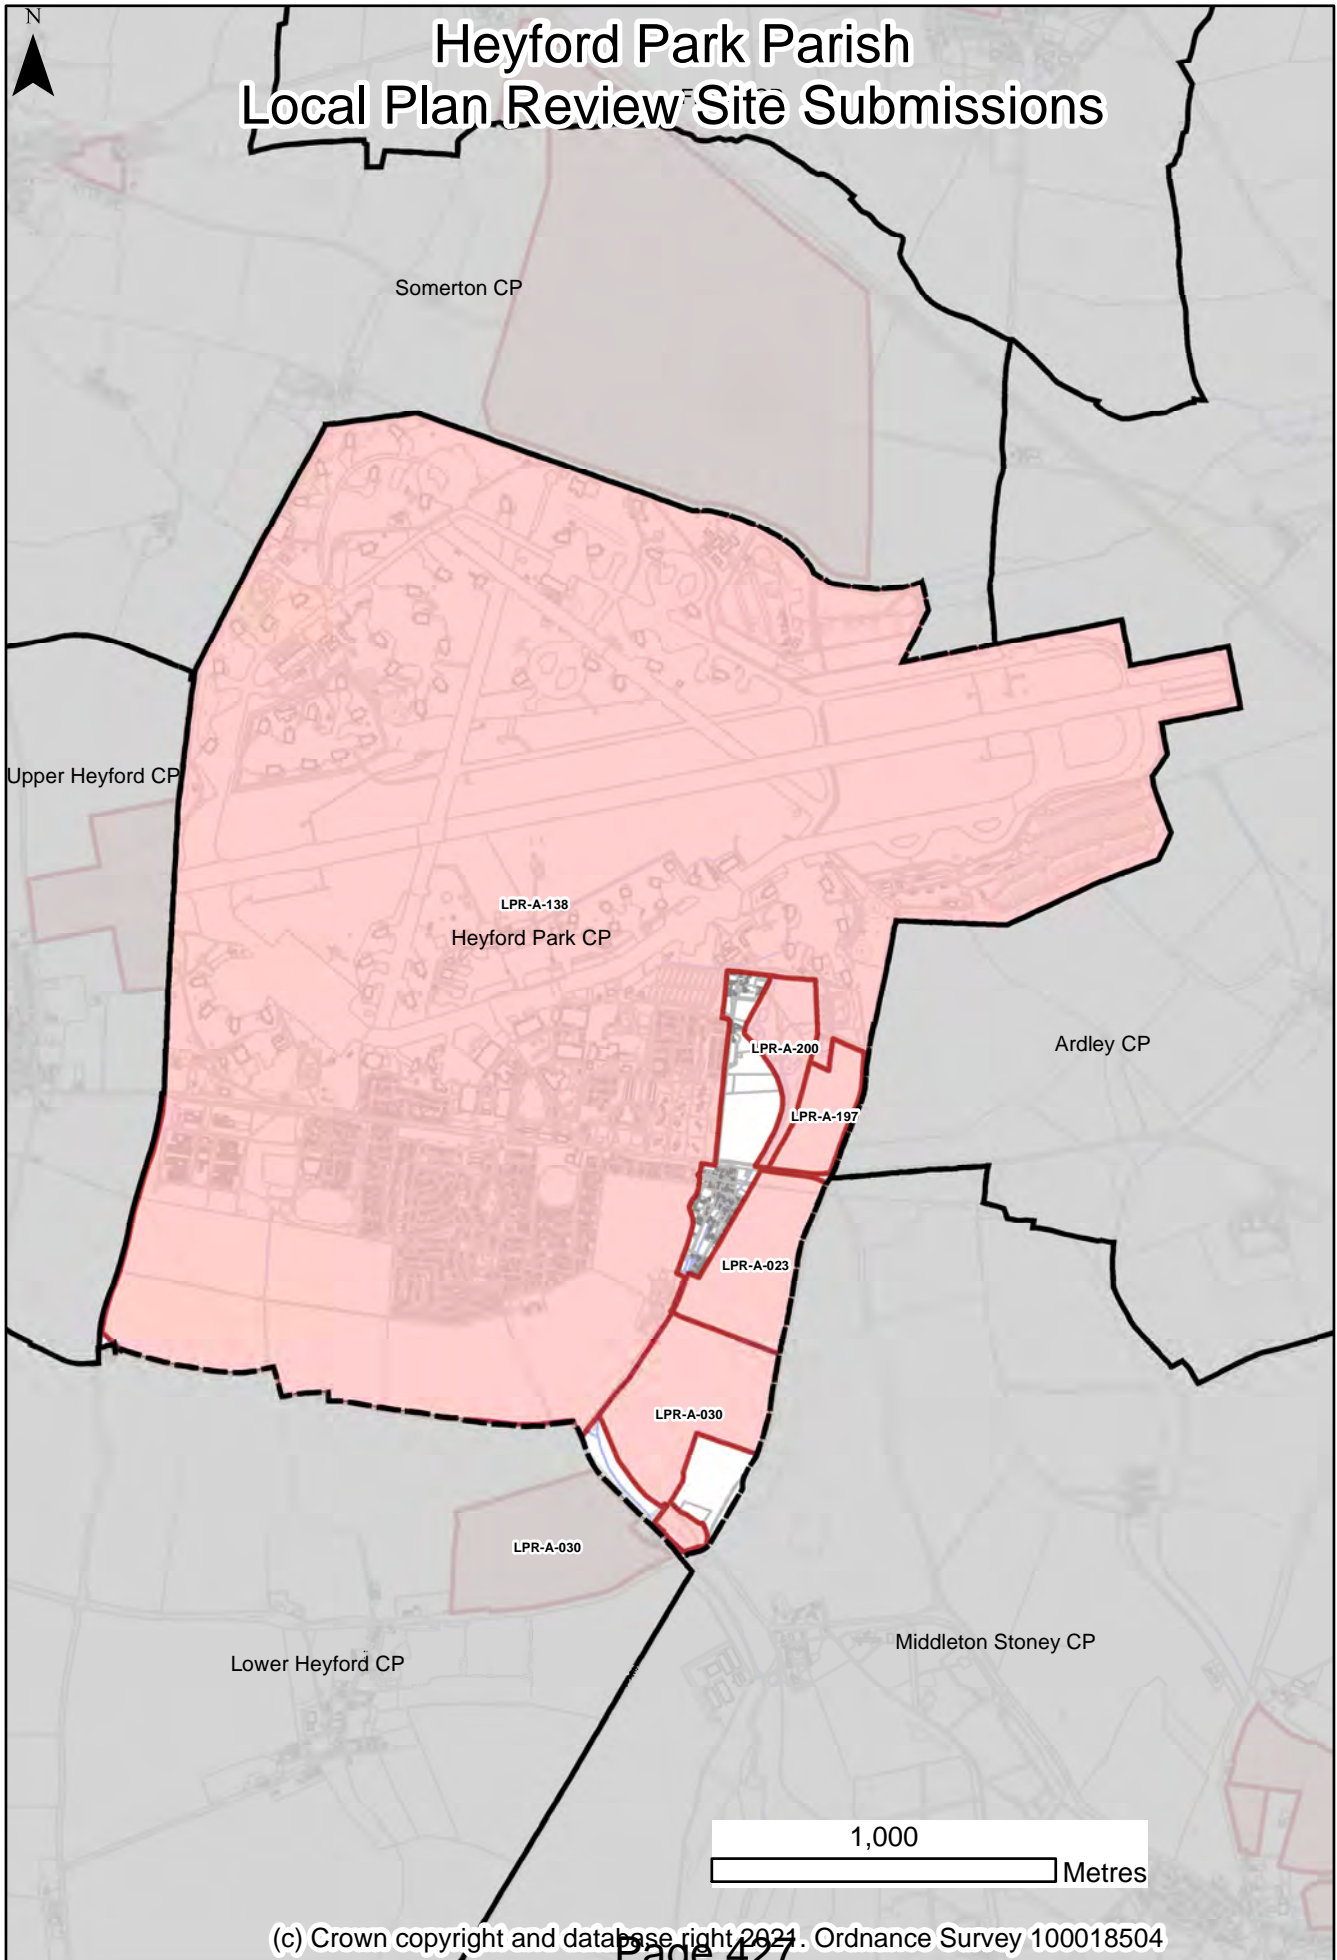 N
Heyford Park Parish
Local Plan Review Site Submissions
Somerton CP
Upper Heyford CP
LPR-A-138
Heyford Park CP
LPR-A-200
Ardley CP
LPR-A-197
LPR-A-023
LPR-A-030
LPR-A-030
Middleton Stoney CP
Lower Heyford CP
1,000
Metres
(c) Crown copyright and database right 2021. Ordnance Survey 100018504
Page 427